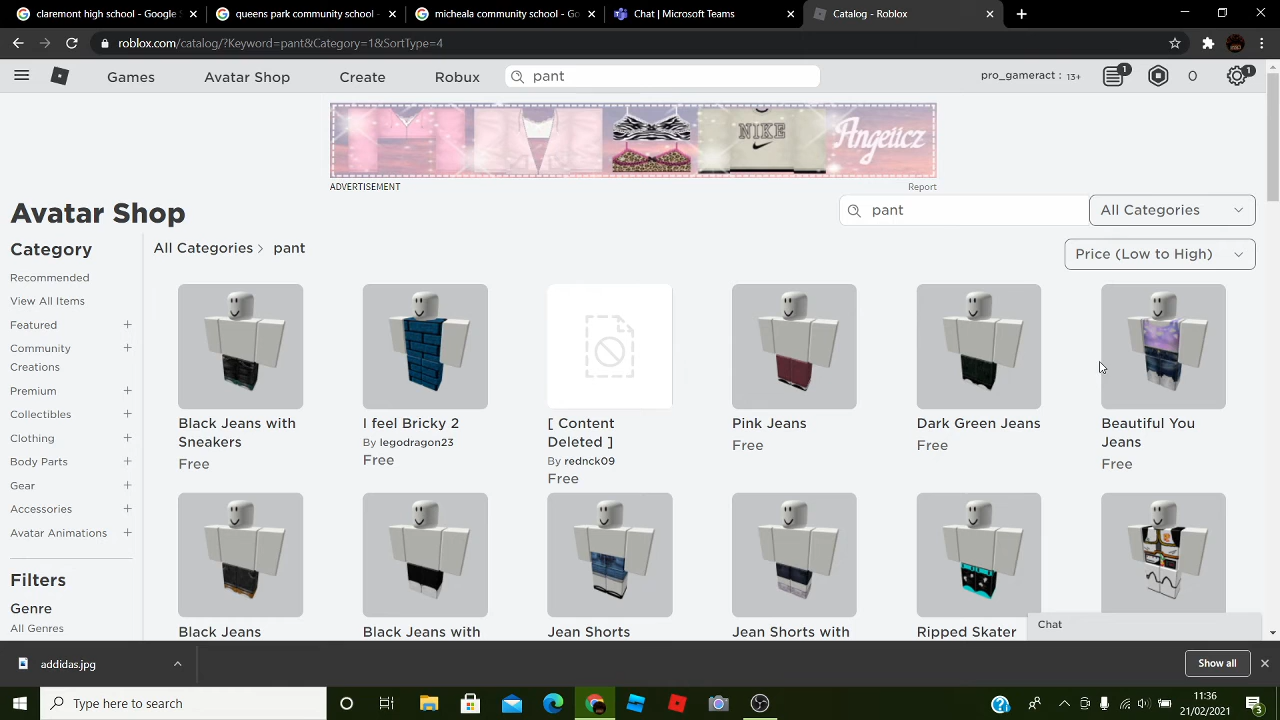 claremont high school - Google
queens park community school -
micheala community school - Go
Chat | Microsoft Teams
Catalog - Roblox
roblox.com/catalog/?Keyword=pant&Category=1&SortType=4
Games
Avatar Shop
Create
Robux
pant
pro_gameract : 13+
1
0
1
NIKE
Angelicz
ADVERTISEMENT
Report
Avatar Shop
pant
All Categories
Category
All Categories > pant
Price (Low to High)
Recommended
View All Items
Featured +
Community +
Creations
Premium +
Collectibles +
Clothing +
Body Parts +
Gear +
Accessories +
Avatar Animations +
Filters
Genre
All Genres
Black Jeans with
Sneakers
Free
I feel Bricky 2
By legodragon23
Free
[ Content
Deleted ]
By rednck09
Free
Pink Jeans
Free
Dark Green Jeans
Free
Beautiful You
Jeans
Free
Black Jeans
Black Jeans with
Jean Shorts
Jean Shorts with
Ripped Skater
Chat
addidas.jpg
Show all
Type here to search
11:36
21/02/2021
3